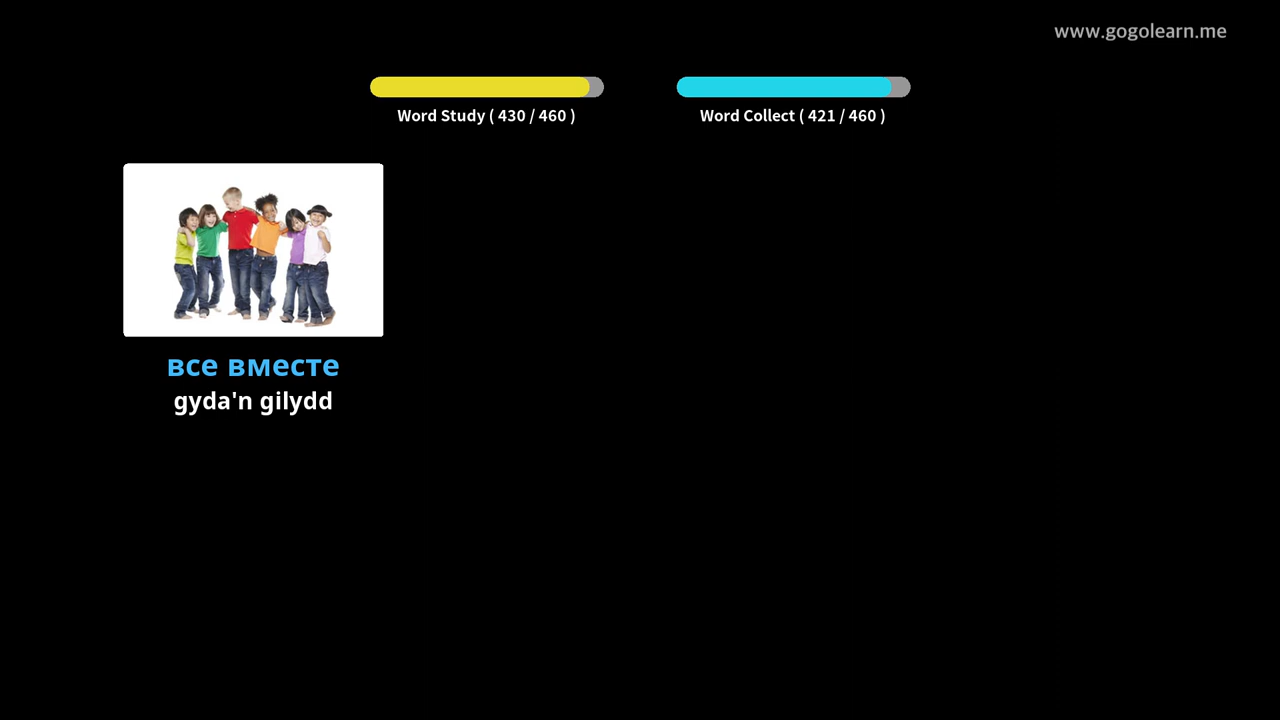 www.gogolearn.me
Word Study ( 430 / 460 )
Word Collect ( 421 / 460 )
все вместе
gyda'n gilydd